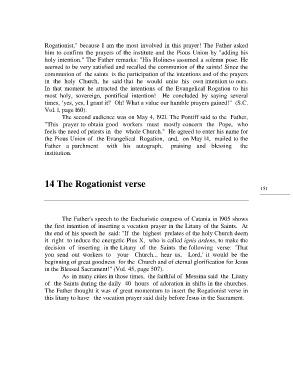 Rogationist," because I am the most involved in this prayer! The Father asked
him to confirm the prayers of the institute and the Pious Union by "adding his
holy intention." The Father remarks: "His Holiness assumed a solemn pose. He
seemed to be very satisfied and recalled the communion of the saints! Since the
communion of the saints is the participation of the intentions and of the prayers
in the holy Church, he said that he would unite his own intention to ours.
In that moment he attracted the intentions of the Evangelical Rogation to his
most holy, sovereign, pontifical intention! He concluded by saying several
times, 'yes, yes, I grant it? Oh! What a value our humble prayers gained!" (S.C.
Vol. I, page 160).
The second audience was on May 4, 1921. The Pontiff said to the Father,
"This prayer to obtain good workers must mostly concern the Pope, who
feels the need of priests in the whole Church." He agreed to enter his name for
the Pious Union of the Evangelical Rogation, and, on May 14, mailed to the
Father a parchment with his autograph, praising and blessing the
institution.
14 The Rogationist verse
151
The Father's speech to the Eucharistic congress of Catania in 1905 shows
the first intention of inserting a vocation prayer in the Litany of the Saints. At
the end of his speech he said: "If the highest prelates of the holy Church deem
it right to induce the energetic Pius X, who is called ignis ardens, to make the
decision of inserting in the Litany of the Saints the following verse: 'That
you send out workers to your Church... hear us, Lord,' it would be the
beginning of great goodness for the Church and of eternal glorification for Jesus
in the Blessed Sacrament!" (Vol. 45, page 507).
As in many cities in those times, the faithful of Messina said the Litany
of the Saints during the daily 40 hours of adoration in shifts in the churches.
The Father thought it was of great momentum to insert the Rogationist verse in
this litany to have the vocation prayer said daily before Jesus in the Sacrament.